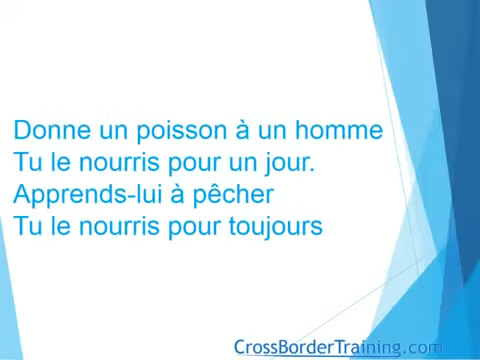 Donne un poisson à un homme
Tu le nourris pour un jour.
Apprends-lui à pêcher
Tu le nourris pour toujours
CrossBorderTraining.com